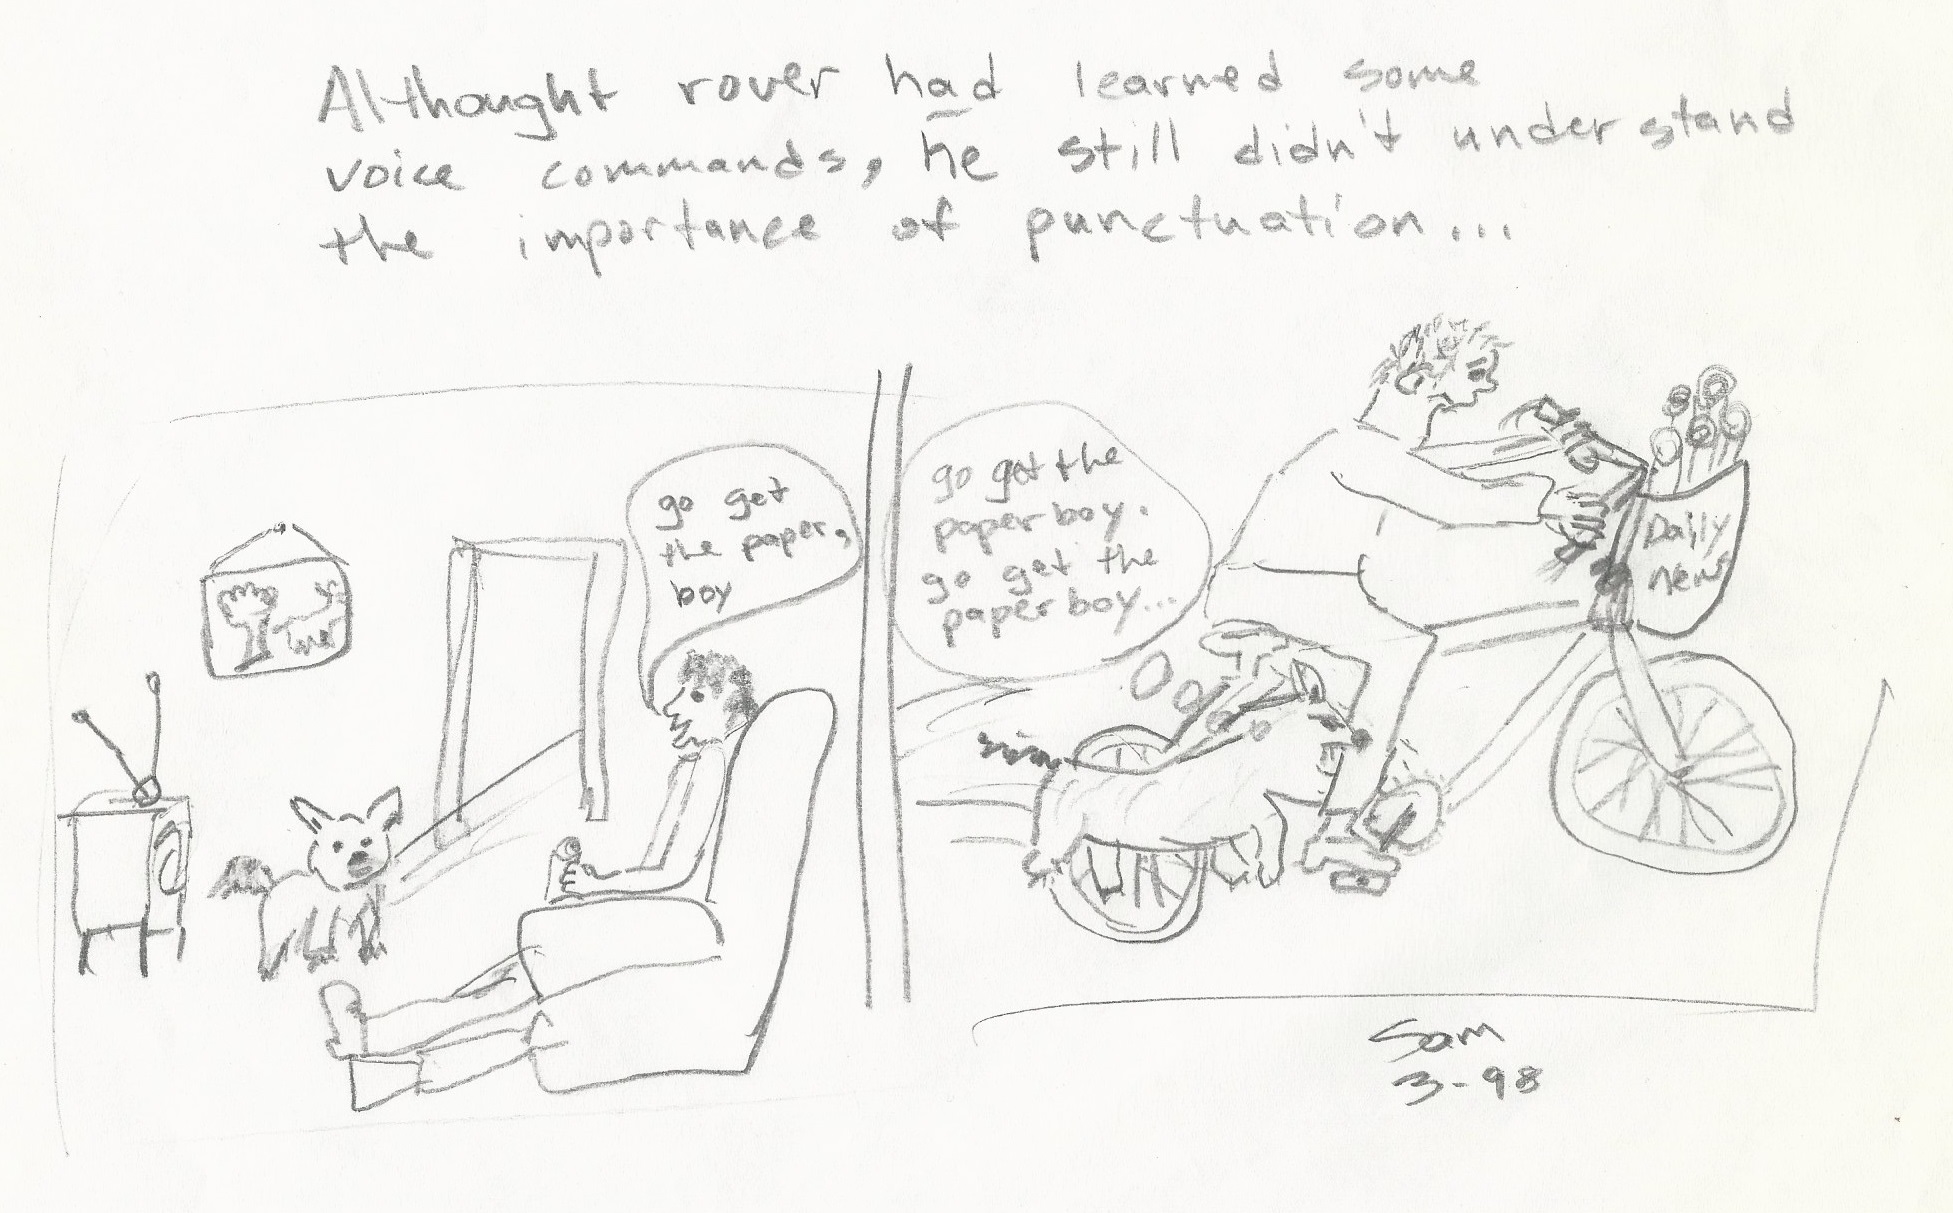 Althought rover had learned some
voice commands, he still didn't understand
the importance of punctuation...
go get
the paper,
boy
go get the
paper boy.
go get the
paper boy...
Daily
News
Sam
3-98